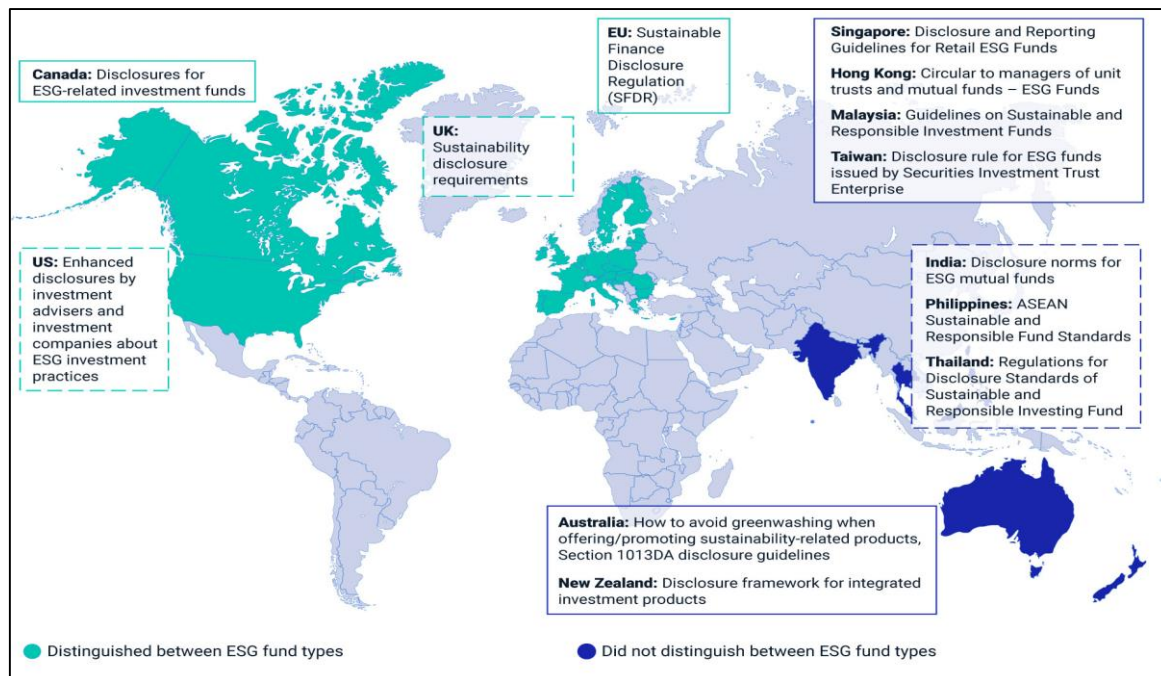 Canada: Disclosures for
ESG-related investment funds
EU: Sustainable
Finance
Disclosure
Regulation
(SFDR)
UK:
Sustainability
disclosure
requirements
US: Enhanced
disclosures by
investment
advisers and
investment
companies about
ESG investment
practices
Singapore: Disclosure and Reporting
Guidelines for Retail ESG Funds
Hong Kong: Circular to managers of unit
trusts and mutual funds – ESG Funds
Malaysia: Guidelines on Sustainable and
Responsible Investment Funds
Taiwan: Disclosure rule for ESG funds
issued by Securities Investment Trust
Enterprise
India: Disclosure norms for
ESG mutual funds
Philippines: ASEAN
Sustainable and
Responsible Fund Standards
Thailand: Regulations for
Disclosure Standards of
Sustainable and
Responsible Investing Fund
Australia: How to avoid greenwashing when
offering/promoting sustainability-related products,
Section 1013DA disclosure guidelines
New Zealand: Disclosure framework for integrated
investment products
Distinguished between ESG fund types
Did not distinguish between ESG fund types